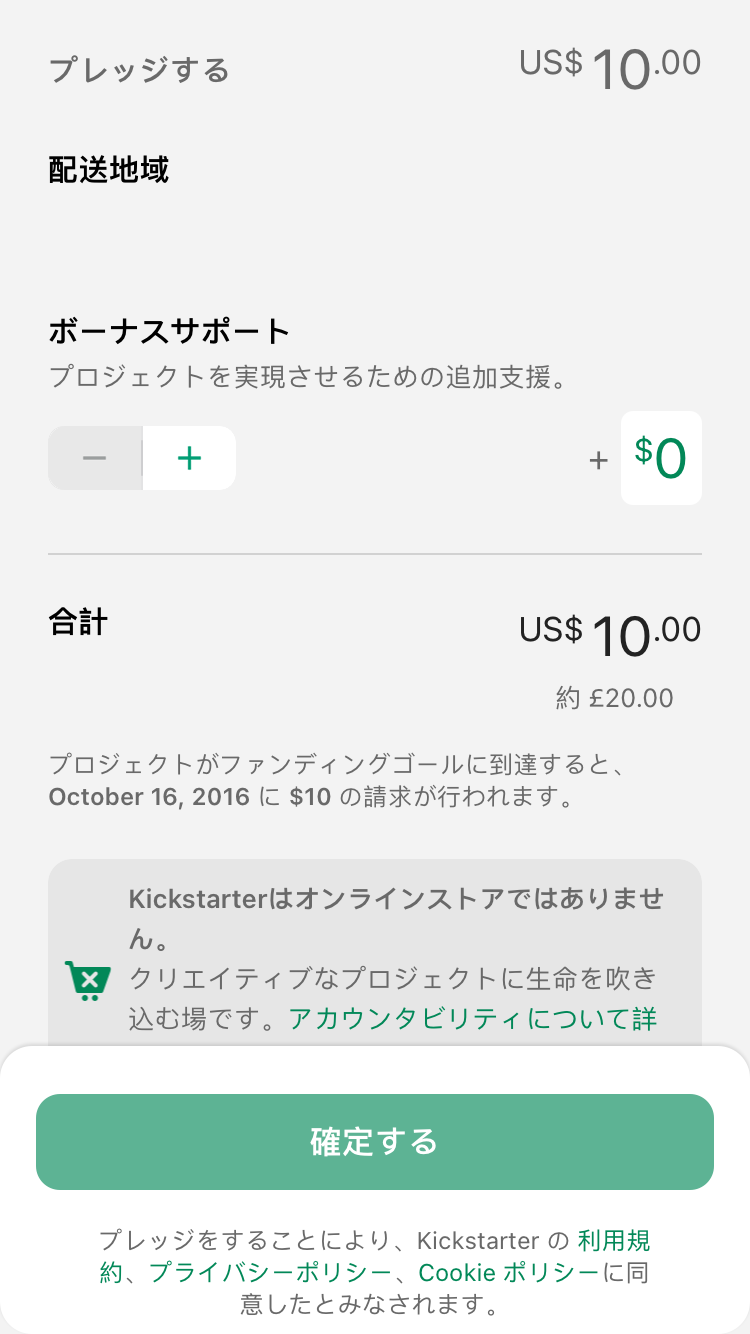 プレッジする US$ 10.00
配送地域
ボーナスサポート
プロジェクトを実現させるための追加支援。
− + + $0
合計 US$ 10.00
約 £20.00
プロジェクトがファンディングゴールに到達すると、
October 16, 2016 に $10 の請求が行われます。
Kickstarterはオンラインストアではありませ
ん。
クリエイティブなプロジェクトに生命を吹き
込む場です。アカウンタビリティについて詳
確定する
プレッジをすることにより、Kickstarter の 利用規
約、プライバシーポリシー、Cookie ポリシーに同
意したとみなされます。